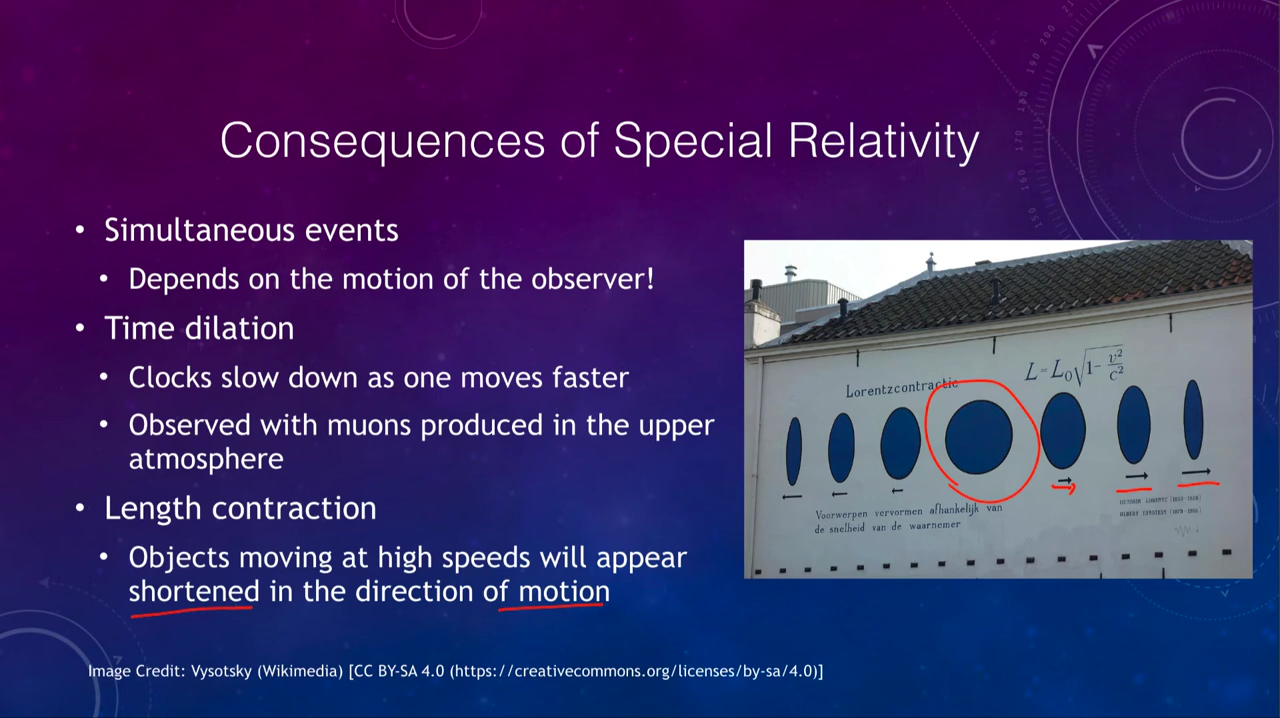 Consequences of Special Relativity
• Simultaneous events
• Depends on the motion of the observer!
• Time dilation
• Clocks slow down as one moves faster
• Observed with muons produced in the upper
atmosphere
• Length contraction
• Objects moving at high speeds will appear
shortened in the direction of motion
Lorentzcontractie
L=L₀√1-v²/c²
Voorwerpen vervormen afhankelijk van
de snelheid van de waarnemer
Image Credit: Vysotsky (Wikimedia) [CC BY-SA 4.0 (https://creativecommons.org/licenses/by-sa/4.0)]